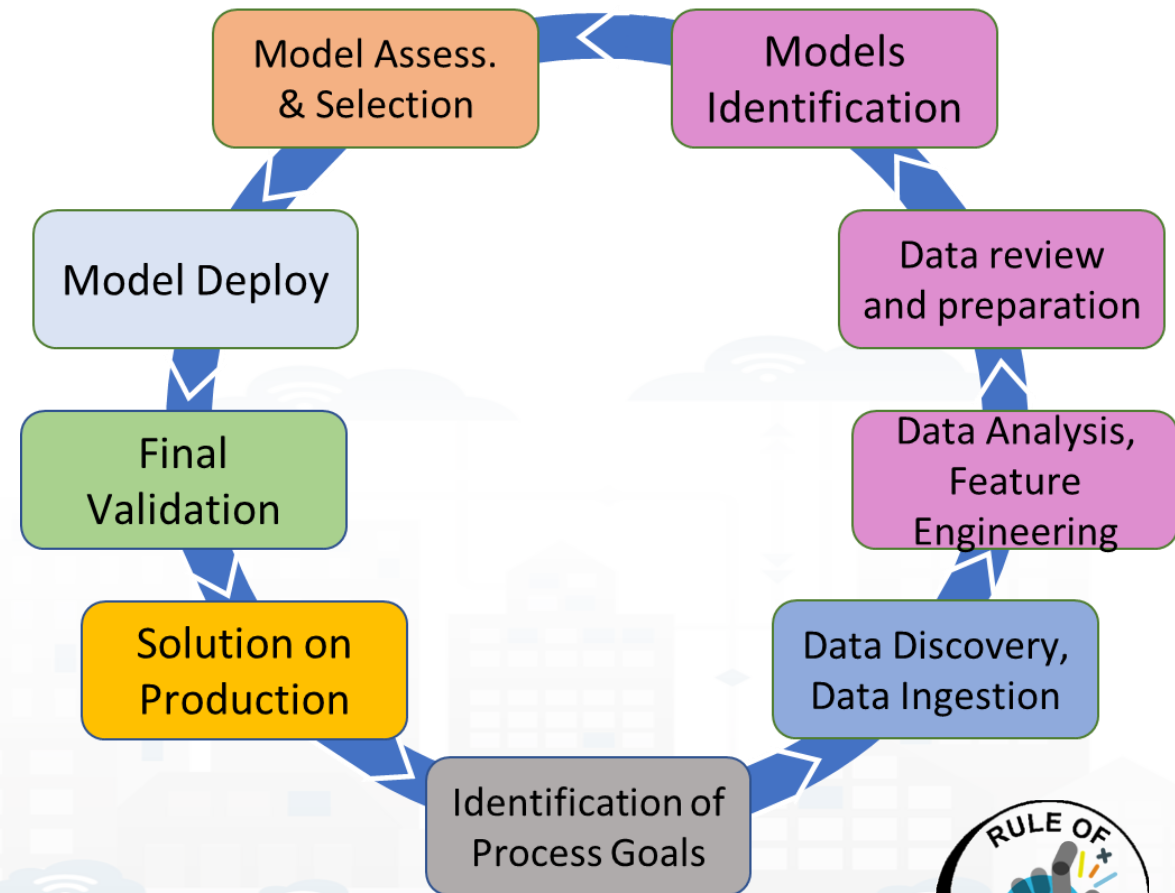 Model Assess.
& Selection
Models
Identification
Model Deploy
Data review
and preparation
Final
Validation
Data Analysis,
Feature
Engineering
Solution on
Production
Data Discovery,
Data Ingestion
Identification of
Process Goals
RULE OF